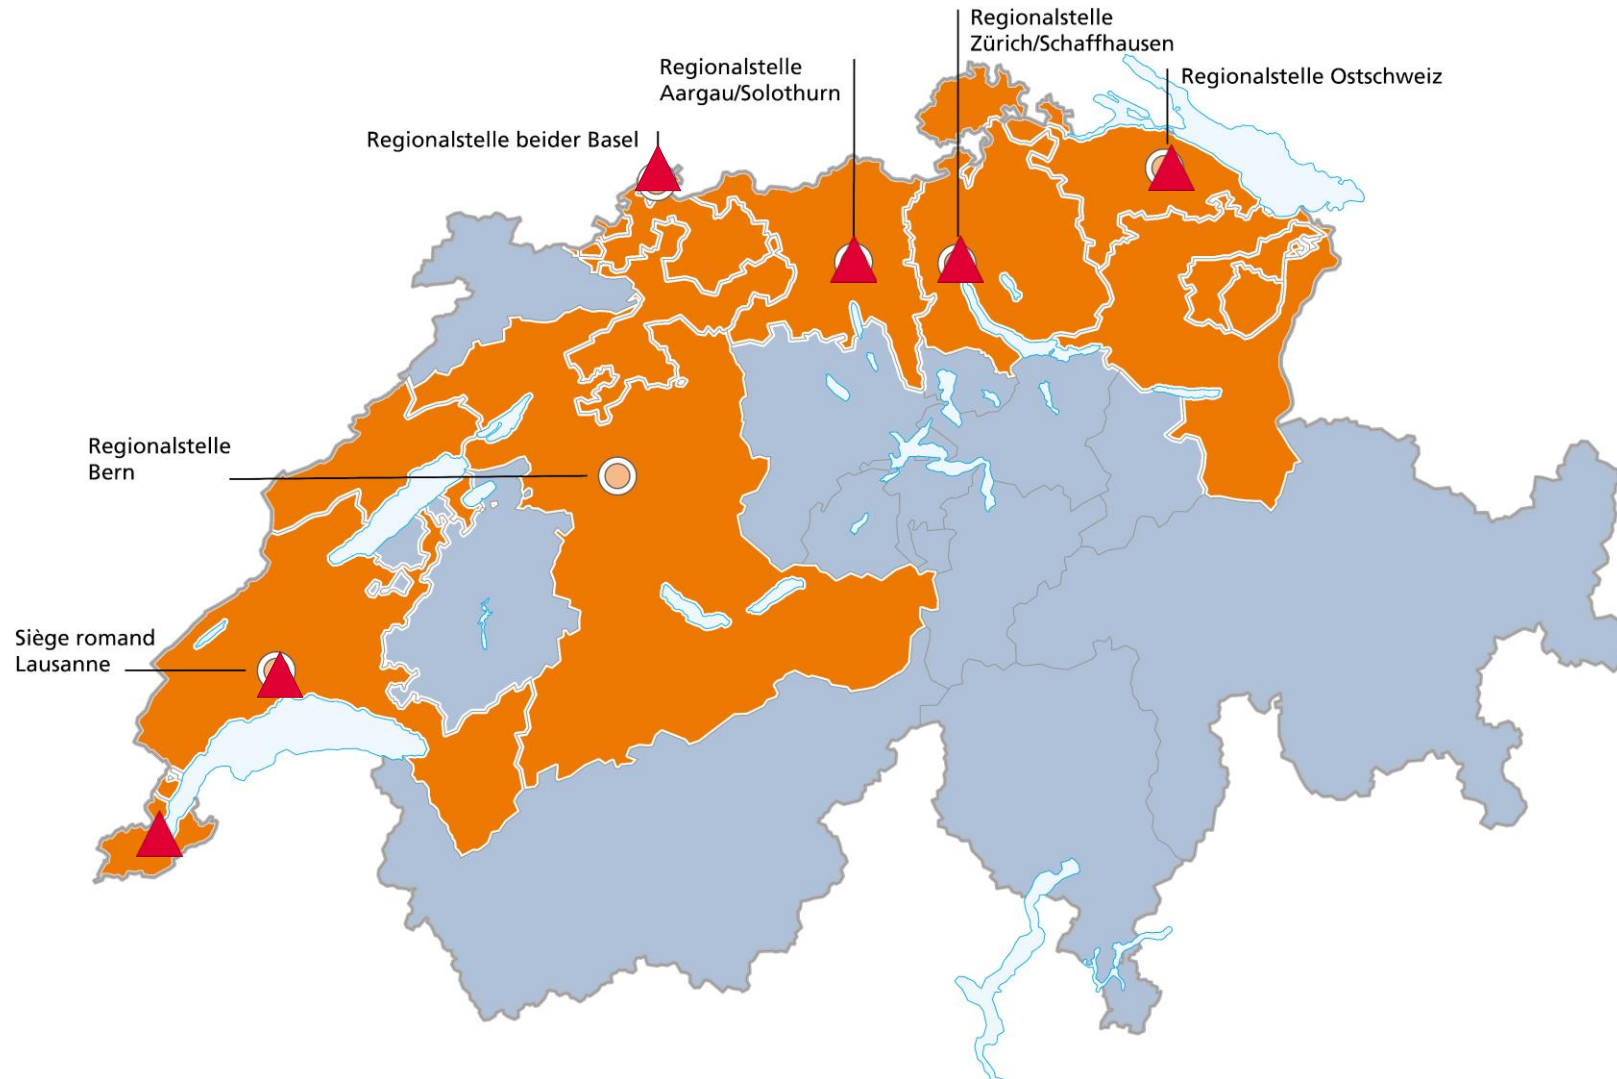 Regionalstelle
Zürich/Schaffhausen
Regionalstelle
Aargau/Solothurn
Regionalstelle Ostschweiz
Regionalstelle beider Basel
Regionalstelle
Bern
Siège romand
Lausanne